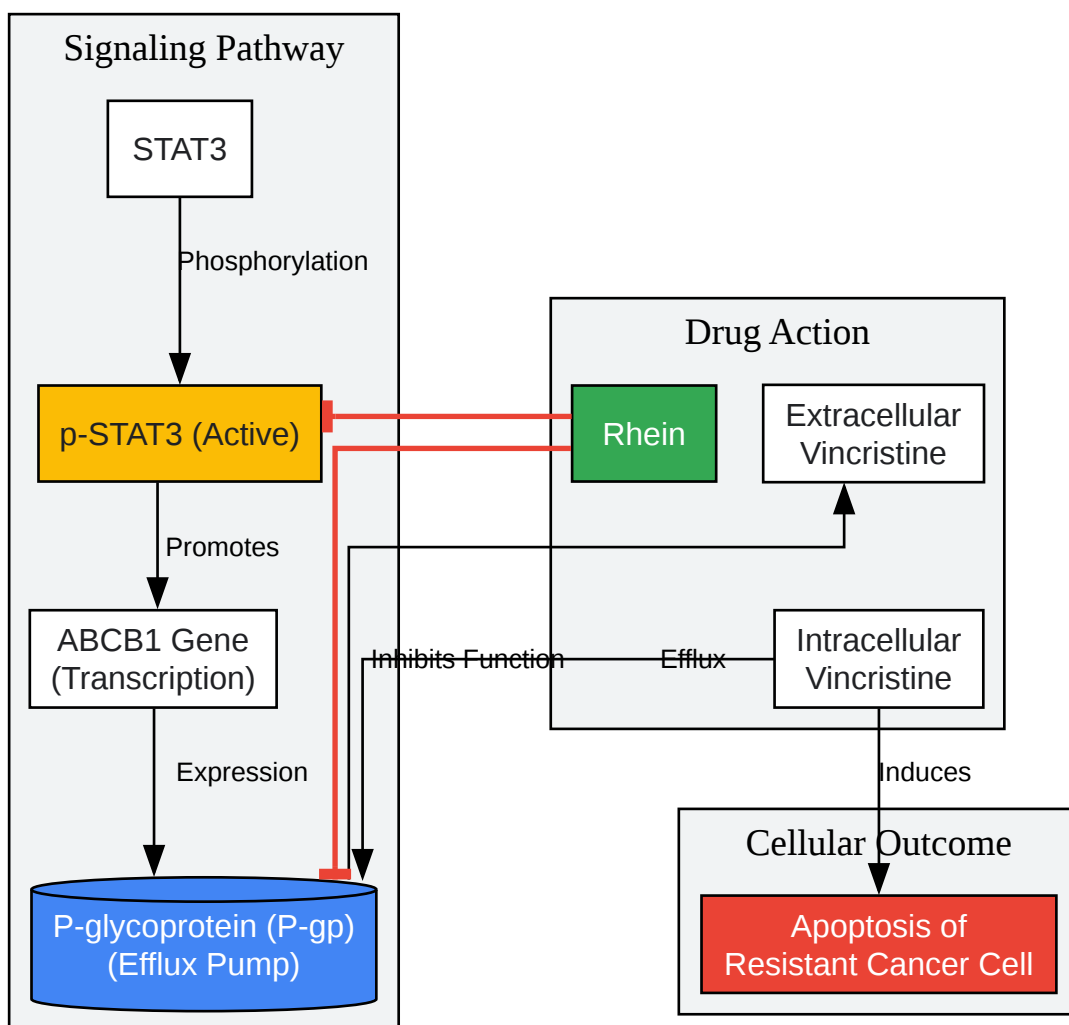 Signaling Pathway
STAT3
Phosphorylation
Drug Action
p-STAT3 (Active)
Rhein
Extracellular
Vincristine
Promotes
ABCB1 Gene
(Transcription)
Inhibits Function
Efflux
Intracellular
Vincristine
Expression
Induces
Cellular Outcome
P-glycoprotein (P-gp)
(Efflux Pump)
Apoptosis of
Resistant Cancer Cell